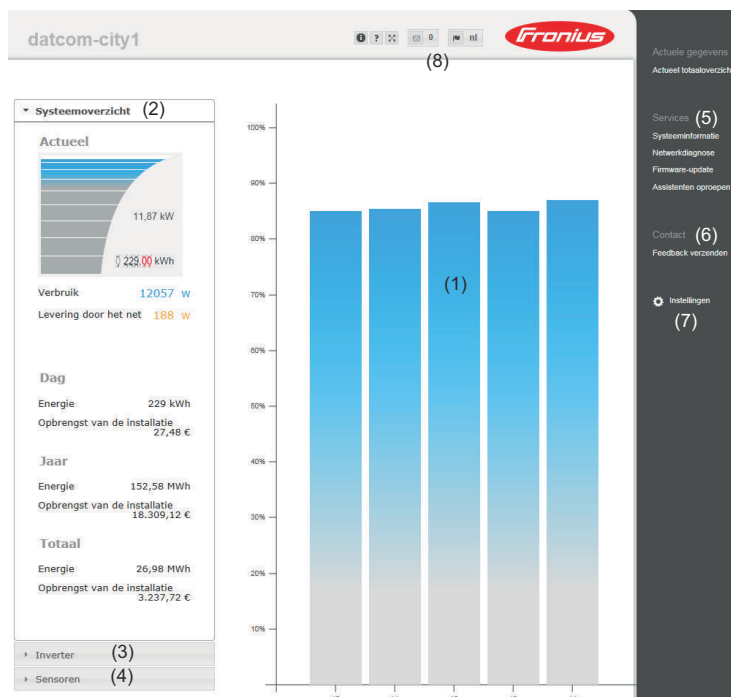 datcom-city1
i ? 0 nl
Fronius
(8)
Systeemoverzicht (2)
Actueel
11,87 kW
229.00 kWh
Verbruik 12057 W
Levering door het net 188 W
Dag
Energie 229 kWh
Opbrengst van de installatie
27,48 €
Jaar
Energie 152,58 MWh
Opbrengst van de installatie
18.309,12 €
Totaal
Energie 26,98 MWh
Opbrengst van de installatie
3.237,72 €
Inverter (3)
Sensoren (4)
100%
90%
80%
70%
60%
50%
40%
30%
20%
10%
(1)
Actuele gegevens
Actueel totaaloverzicht
Services (5)
Systeeminformatie
Netwerkdiagnose
Firmware-update
Assistenten oproepen
Contact (6)
Feedback verzenden
Instellingen
(7)